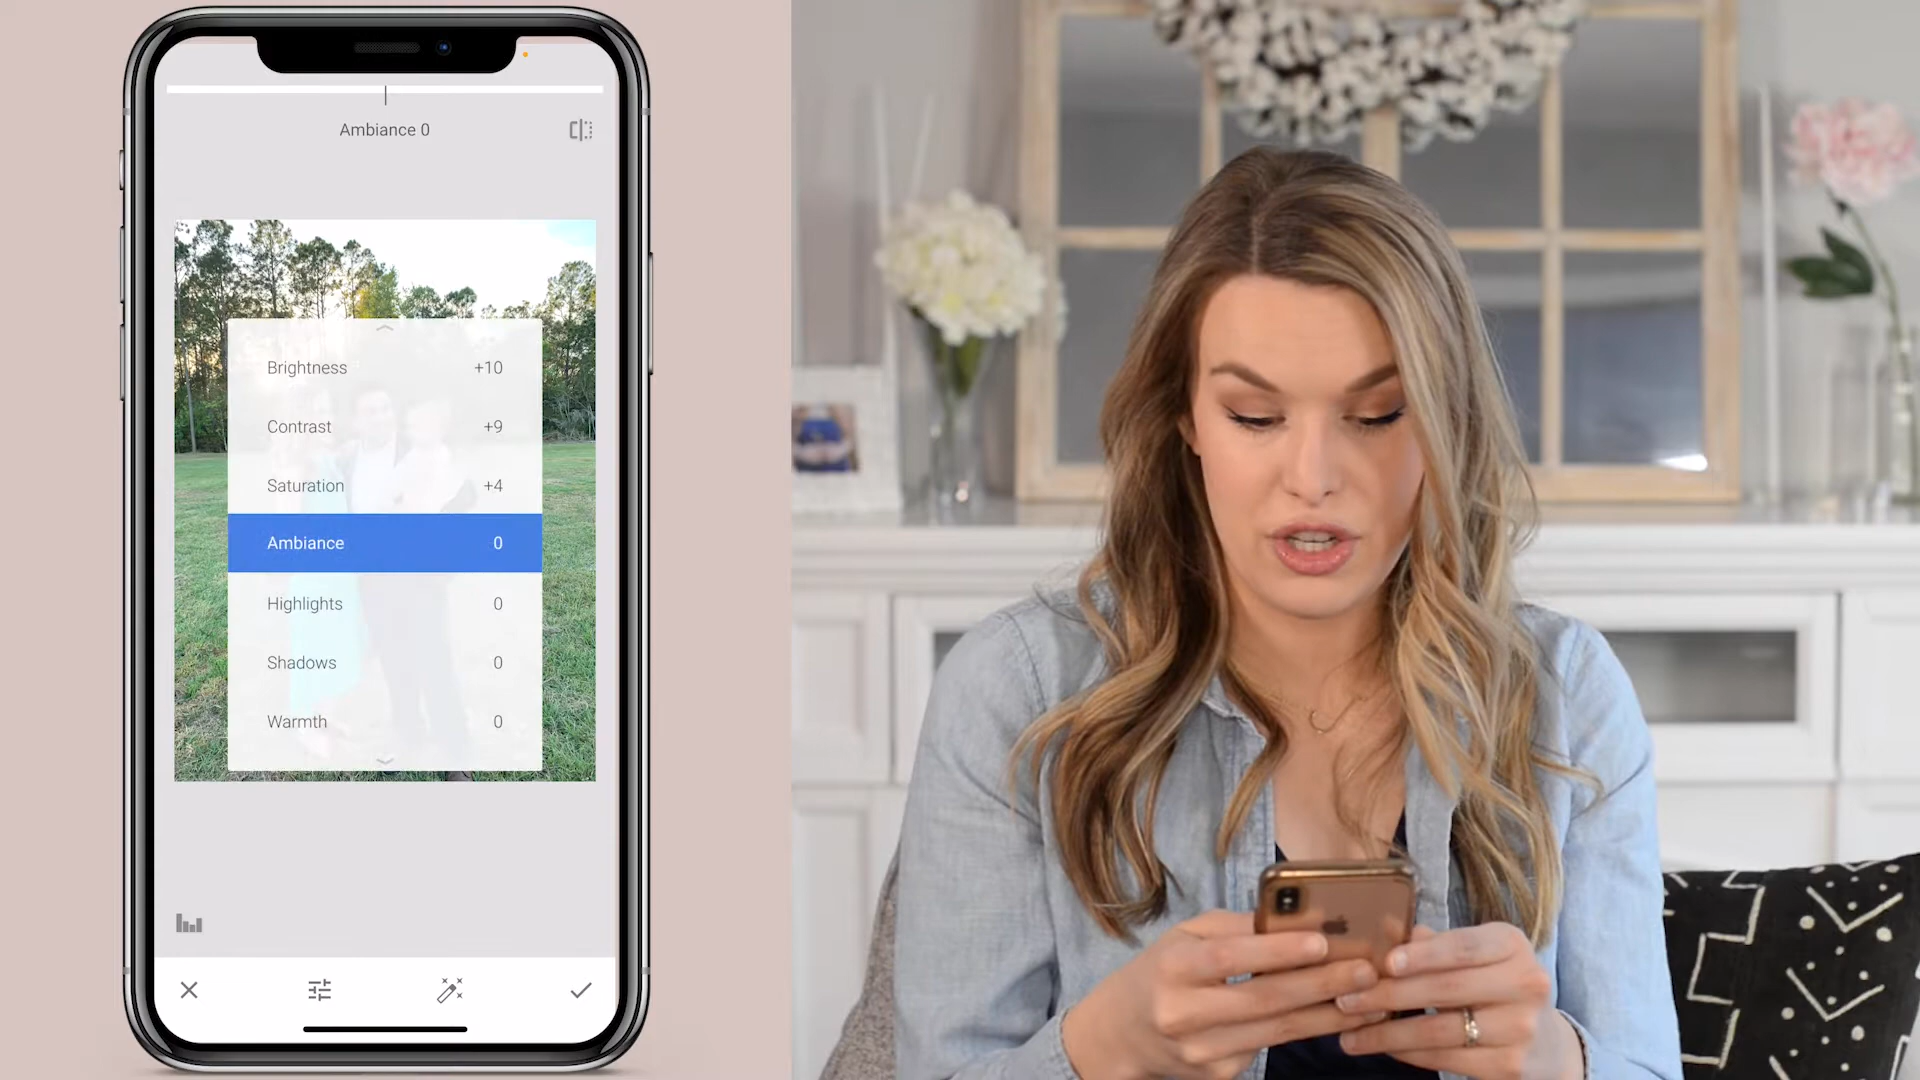 Ambiance 0
Brightness +10
Contrast +9
Saturation +4
Ambiance 0
Highlights 0
Shadows 0
Warmth 0